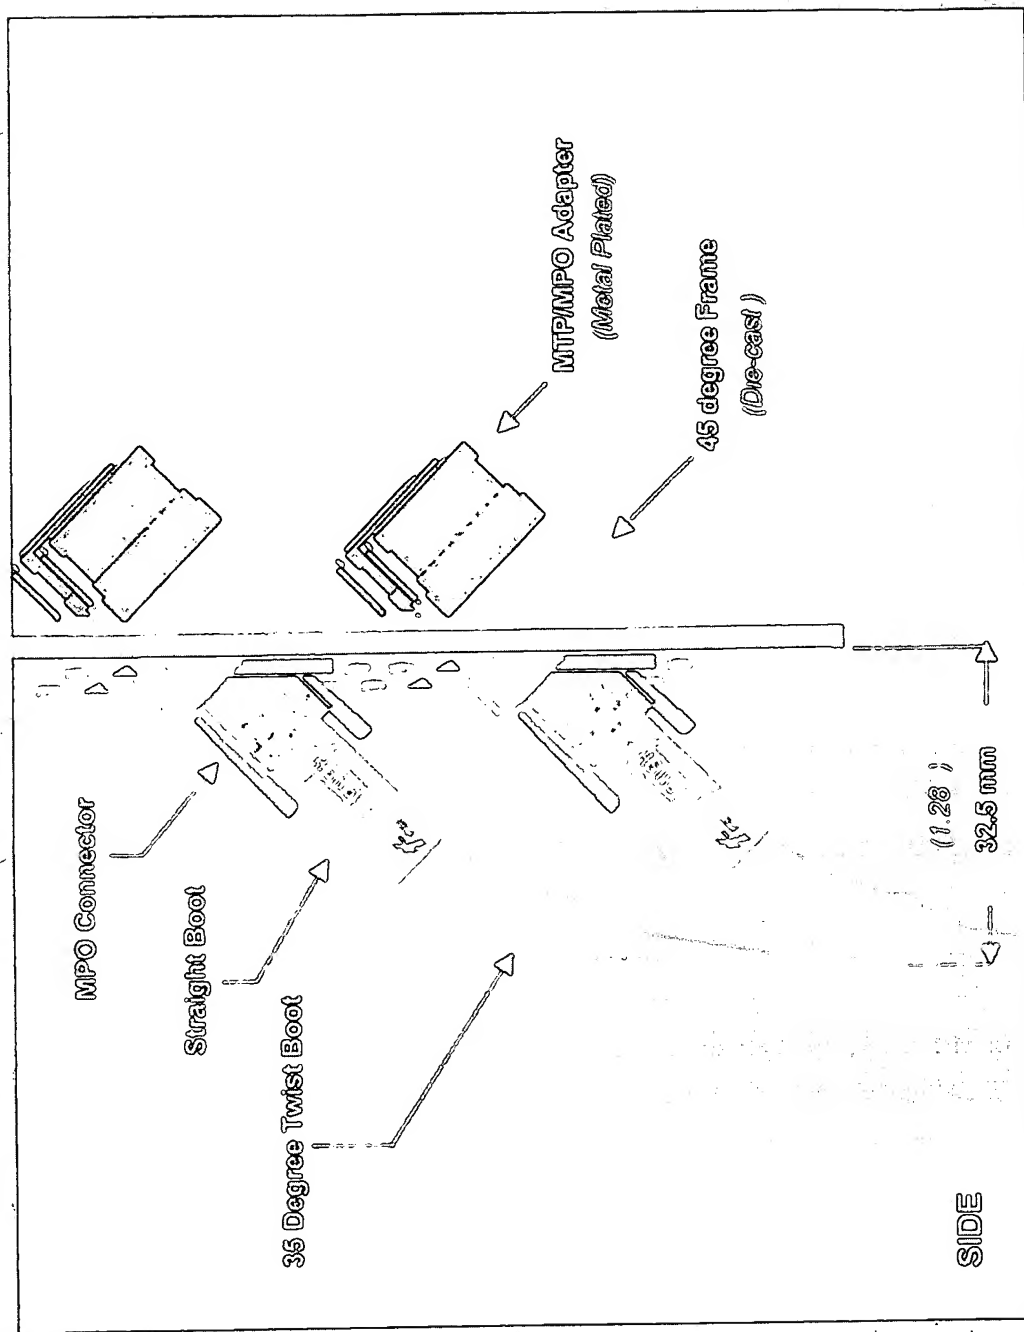 MPO Connector
Straight Boot
35 Degree Twist Boot
MTP/MPO Adapter
(Metal Plated)
45 degree Frame
(Die-cast )
(1.28 )
32.5 mm
SIDE